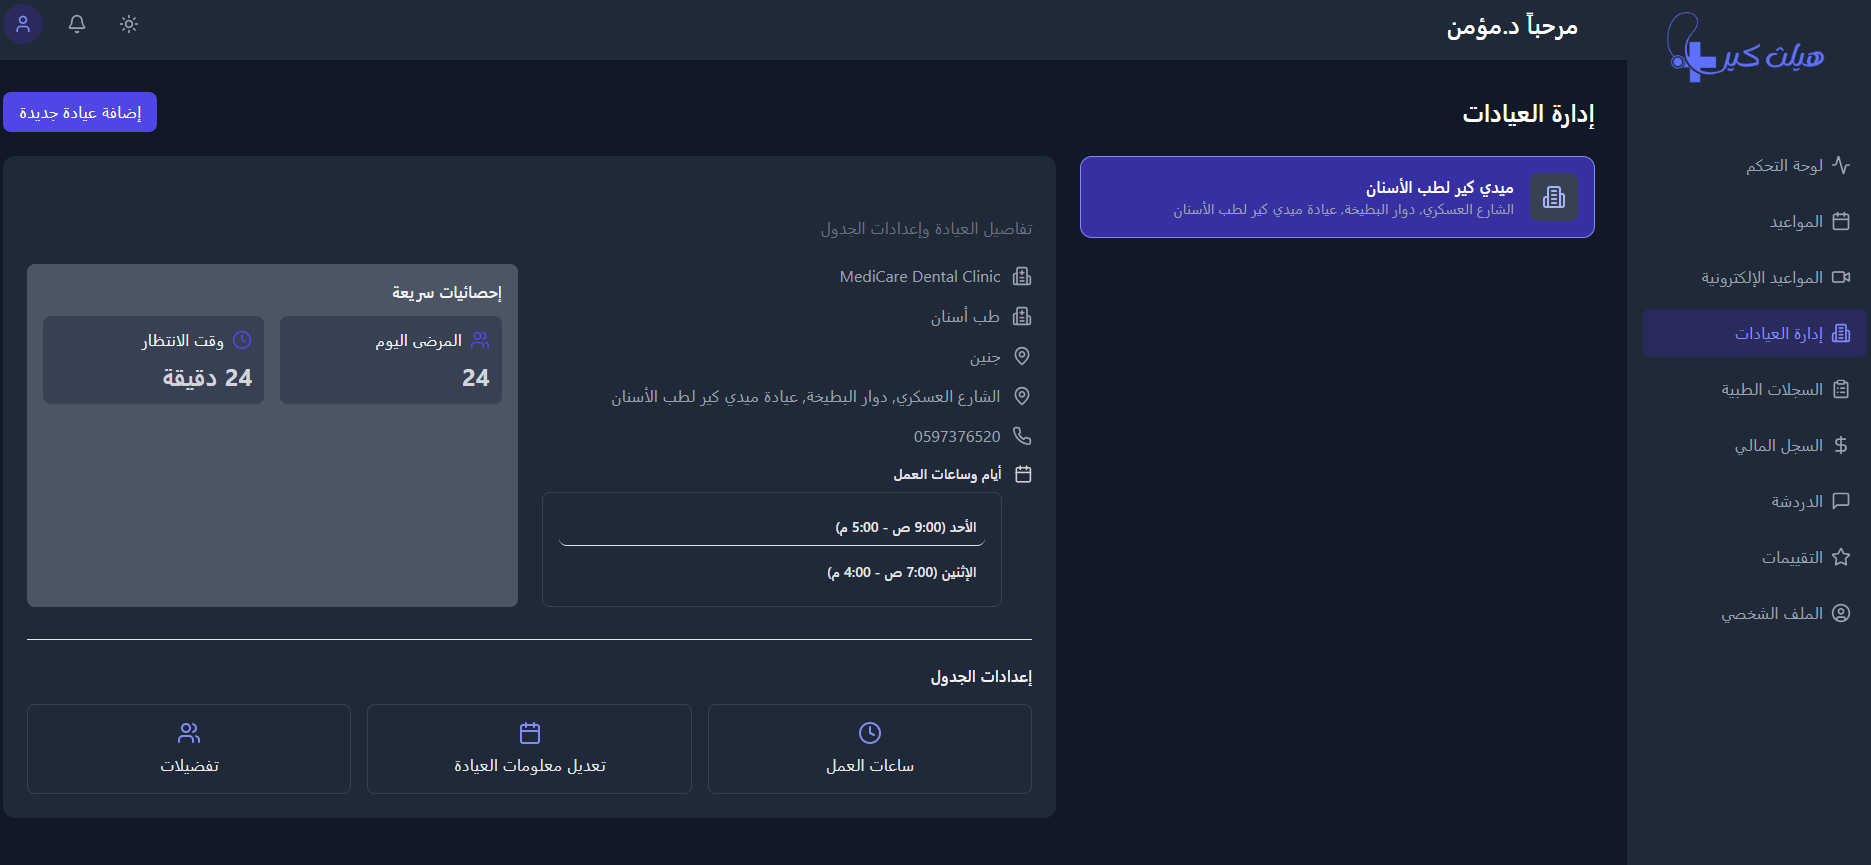 هيلث كير
مرحباً د.مؤمن
لوحة التحكم
المواعيد
المواعيد الإلكترونية
إدارة العيادات
السجلات الطبية
السجل المالي
الدردشة
التقييمات
الملف الشخصي
إدارة العيادات
إضافة عيادة جديدة
ميدي كير لطب الأسنان
الشارع العسكري, دوار البطيخة, عيادة ميدي كير لطب الأسنان
تفاصيل العيادة وإعدادات الجدول
MediCare Dental Clinic
طب أسنان
جنين
الشارع العسكري, دوار البطيخة, عيادة ميدي كير لطب الأسنان
0597376520
أيام وساعات العمل
الأحد (9:00 ص - 5:00 م)
الإثنين (7:00 ص - 4:00 م)
إحصائيات سريعة
المرضى اليوم
24
وقت الانتظار
24 دقيقة
إعدادات الجدول
ساعات العمل
تعديل معلومات العيادة
تفضيلات